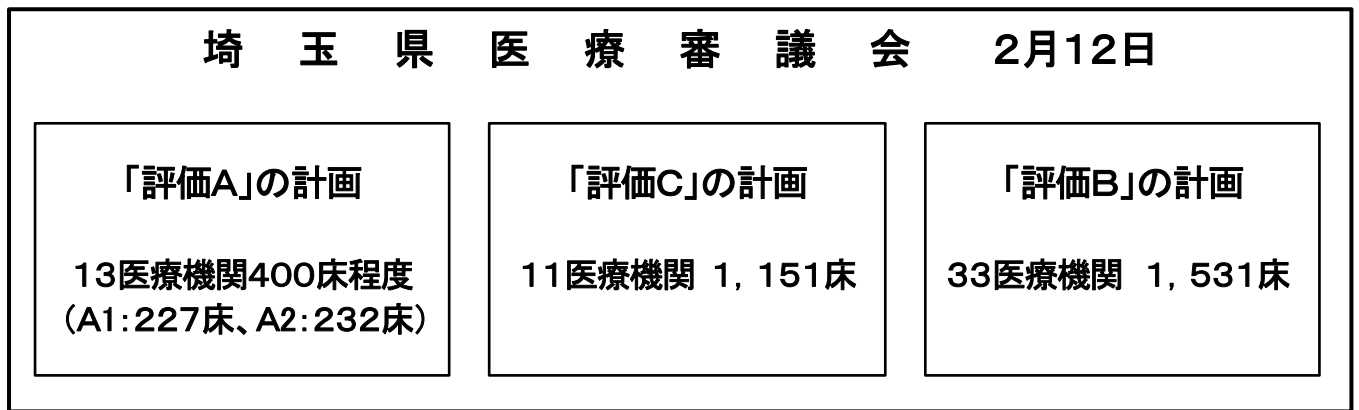 埼玉県医療審議会　2月12日
「評価A」の計画
13医療機関400床程度
（A1：227床、A2：232床）
「評価C」の計画
11医療機関 1，151床
「評価B」の計画
33医療機関　1，531床